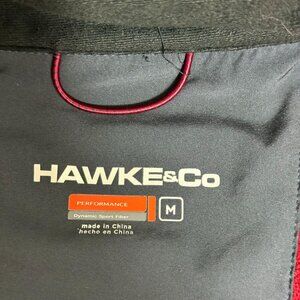 HAWKE&Co
PERFORMANCE
Dynamic Sport Fiber
M
made in China
hecho en China